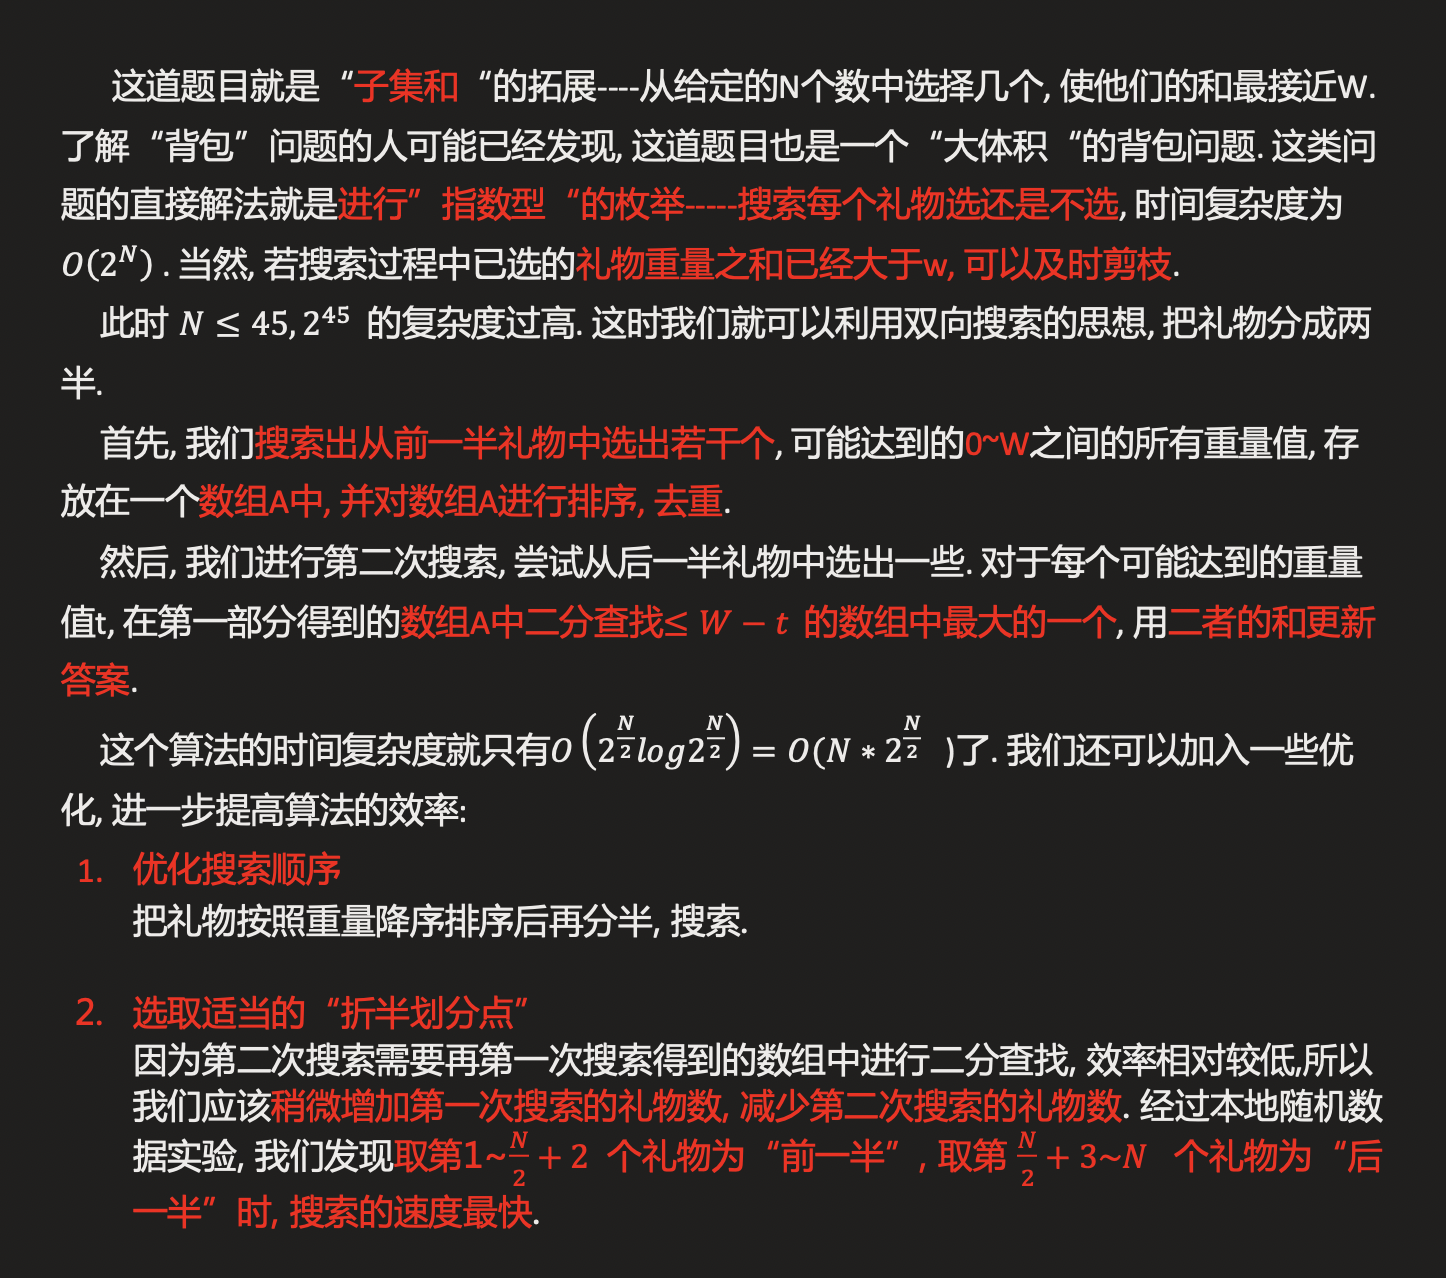 这道题目就是“子集和“的拓展----从给定的N个数中选择几个, 使他们的和最接近W.
了解“背包”问题的人可能已经发现, 这道题目也是一个“大体积“的背包问题. 这类问
题的直接解法就是进行”指数型“的枚举-----搜索每个礼物选还是不选, 时间复杂度为
O(2^N) . 当然, 若搜索过程中已选的礼物重量之和已经大于w, 可以及时剪枝.
此时 N ≤ 45, 2^45 的复杂度过高. 这时我们就可以利用双向搜索的思想, 把礼物分成两
半.
首先, 我们搜索出从前一半礼物中选出若干个, 可能达到的0~W之间的所有重量值, 存
放在一个数组A中, 并对数组A进行排序, 去重.
然后, 我们进行第二次搜索, 尝试从后一半礼物中选出一些. 对于每个可能达到的重量
值t, 在第一部分得到的数组A中二分查找≤ W − t 的数组中最大的一个, 用二者的和更新
答案.
这个算法的时间复杂度就只有O(2^(N/2) log2^(N/2)) = O(N * 2^(N/2) )了. 我们还可以加入一些优
化, 进一步提高算法的效率:
1. 优化搜索顺序
把礼物按照重量降序排序后再分半, 搜索.
2. 选取适当的“折半划分点”
因为第二次搜索需要再第一次搜索得到的数组中进行二分查找, 效率相对较低,所以
我们应该稍微增加第一次搜索的礼物数, 减少第二次搜索的礼物数. 经过本地随机数
据实验, 我们发现取第1~N/2 + 2 个礼物为“前一半”, 取第 N/2 + 3~N 个礼物为“后
一半”时, 搜索的速度最快.